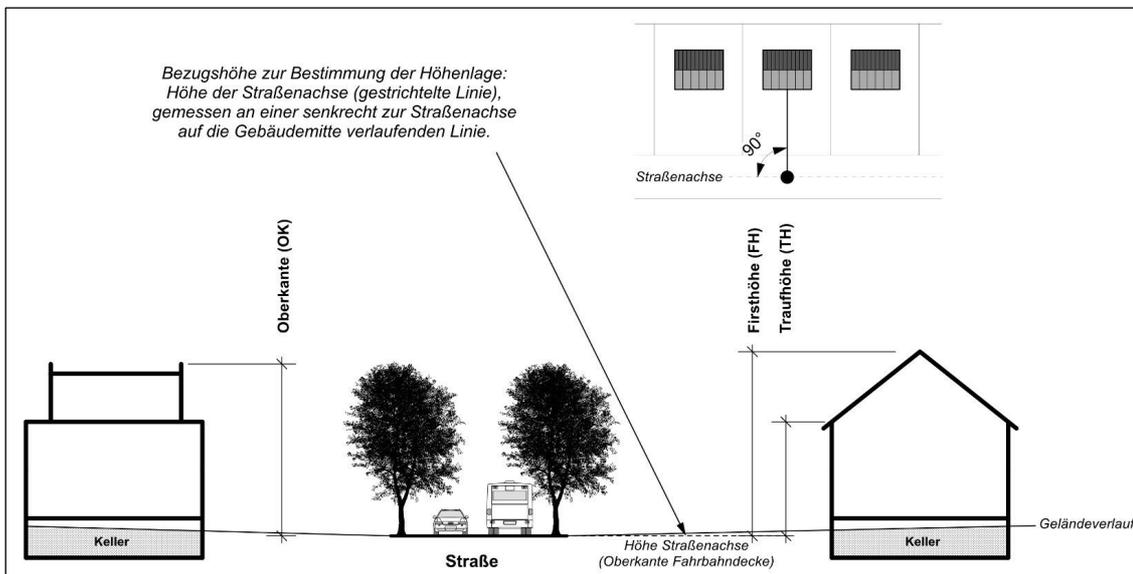 Bezugshöhe zur Bestimmung der Höhenlage:
Höhe der Straßenachse (gestrichtelte Linie),
gemessen an einer senkrecht zur Straßenachse
auf die Gebäudemitte verlaufenden Linie.
90°
Straßenachse
Oberkante (OK)
Firsthöhe (FH)
Traufhöhe (TH)
Geländeverlauf
Keller
Straße
Höhe Straßenachse
(Oberkante Fahrbahndecke)
Keller